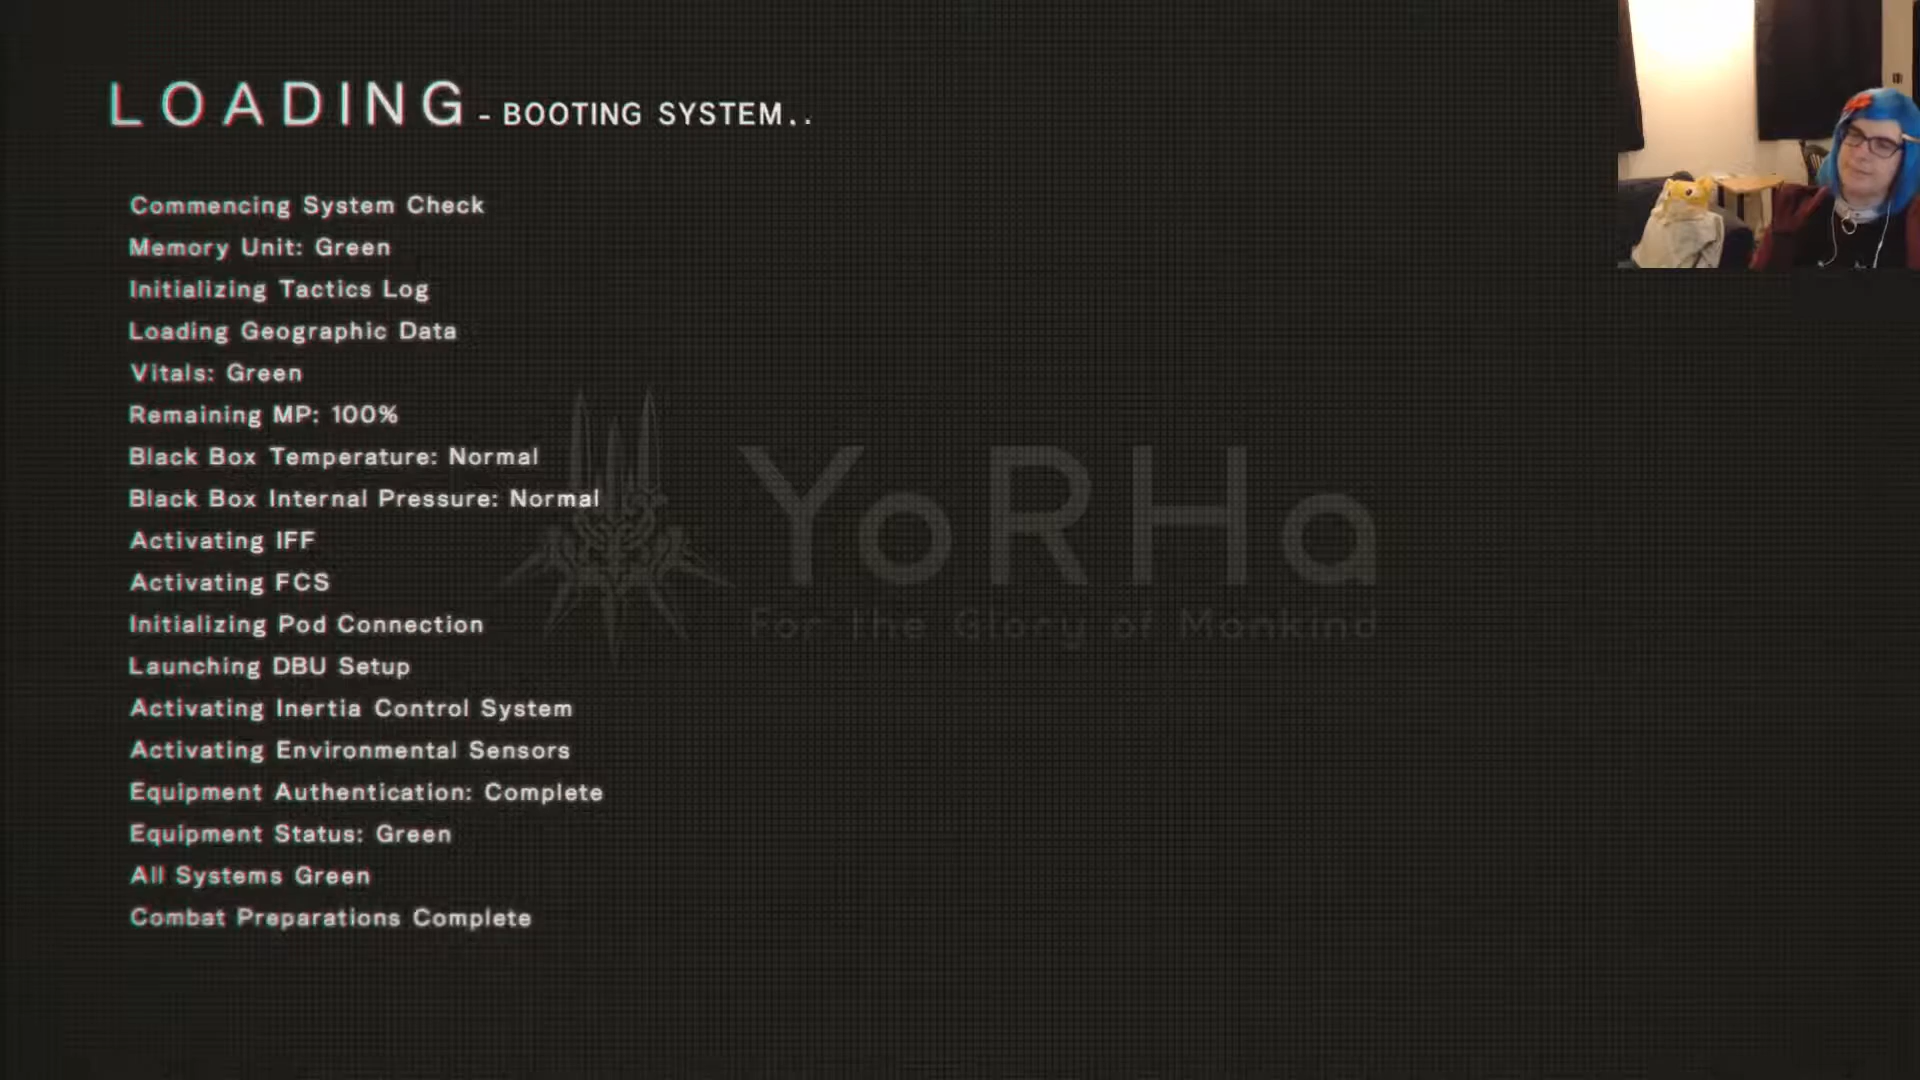 LOADING - BOOTING SYSTEM..
Commencing System Check
Memory Unit: Green
Initializing Tactics Log
Loading Geographic Data
Vitals: Green
Remaining MP: 100%
Black Box Temperature: Normal
Black Box Internal Pressure: Normal
Activating IFF
Activating FCS
Initializing Pod Connection
Launching DBU Setup
Activating Inertia Control System
Activating Environmental Sensors
Equipment Authentication: Complete
Equipment Status: Green
All Systems Green
Combat Preparations Complete
YoRHa
For the Glory of Mankind